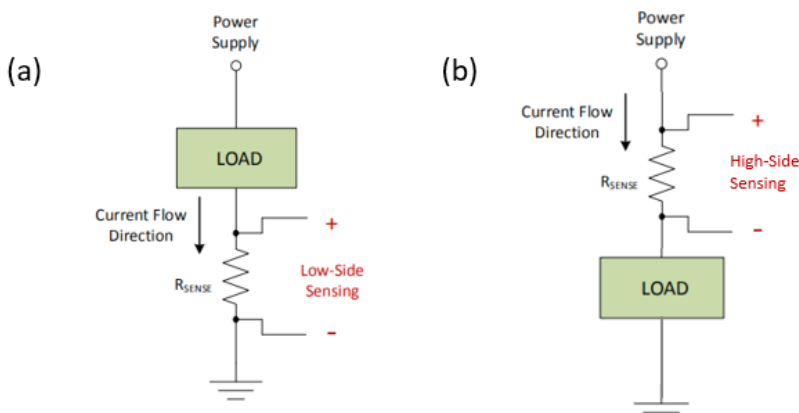 (a)
Power
Supply
LOAD
Current Flow
Direction
+
RSENSE
Low-Side
Sensing
-
(b)
Power
Supply
Current Flow
Direction
+
RSENSE
High-Side
Sensing
-
LOAD